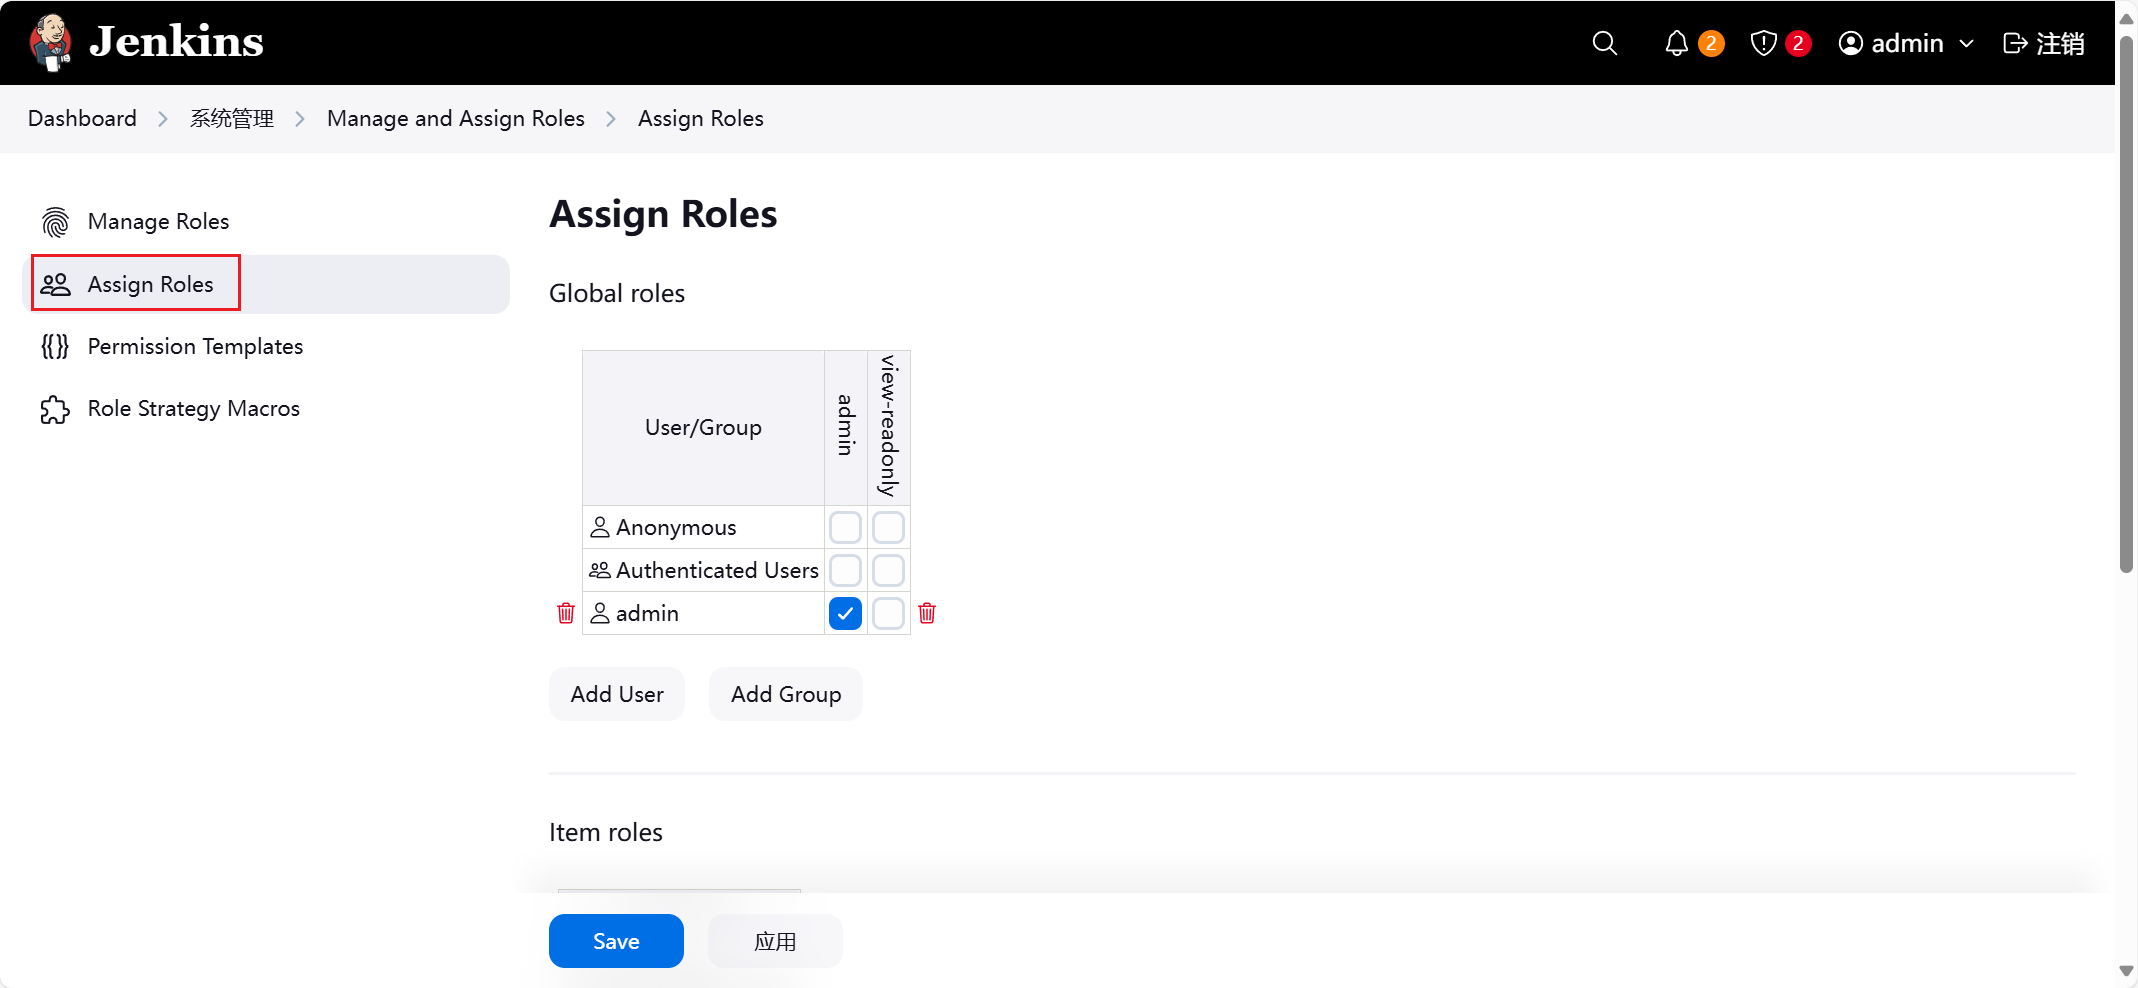 Jenkins
2
2
admin
注销
Dashboard
系统管理
Manage and Assign Roles
Assign Roles
Manage Roles
Assign Roles
Permission Templates
Role Strategy Macros
Assign Roles
Global roles
User/Group
admin
view-readonly
Anonymous
Authenticated Users
admin
Add User
Add Group
Item roles
Save
应用